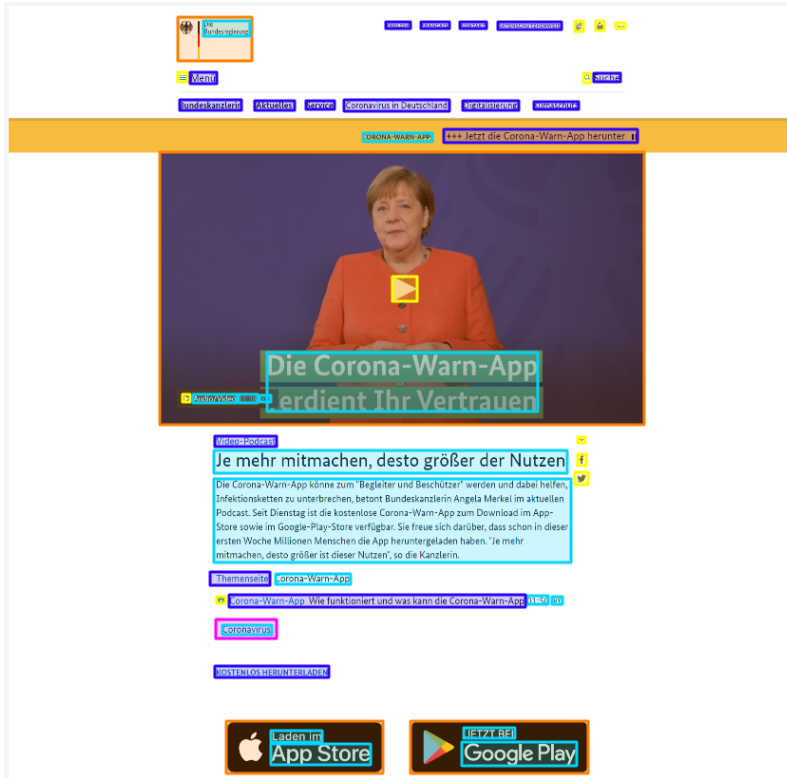 Die
Bundesregierung
ENGLISH FRANÇAIS KONTAKT DATENSCHUTZHINWEIS
Menü
Suche
Bundeskanzlerin Aktuelles Service Coronavirus in Deutschland Digitalisierung Klimaschutz
CORONA-WARN-APP +++ Jetzt die Corona-Warn-App herunter
Die Corona-Warn-App
verdient Ihr Vertrauen
Audio/Video
Video-Podcast
Je mehr mitmachen, desto größer der Nutzen
Die Corona-Warn-App könne zum "Begleiter und Beschützer" werden und dabei helfen,
Infektionsketten zu unterbrechen, betont Bundeskanzlerin Angela Merkel im aktuellen
Podcast. Seit Dienstag ist die kostenlose Corona-Warn-App zum Download im App-
Store sowie im Google-Play-Store verfügbar. Sie freue sich darüber, dass schon in dieser
ersten Woche Millionen Menschen die App heruntergeladen haben. "Je mehr
mitmachen, desto größer ist dieser Nutzen", so die Kanzlerin.
Themenseite Corona-Warn-App
Corona-Warn-App Wie funktioniert und was kann die Corona-Warn-App
Coronavirus
KOSTENLOS HERUNTERLADEN
Laden im
App Store
JETZT BEI
Google Play